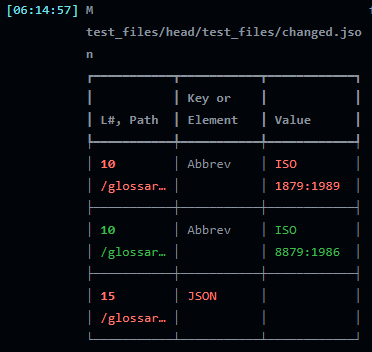 [06:14:57] M
test_files/head/test_files/changed.jso
n
Key or
L#, Path Element Value
10 Abbrev ISO
/glossar… 1879:1989
10 Abbrev ISO
/glossar… 8879:1986
15 JSON
/glossar…